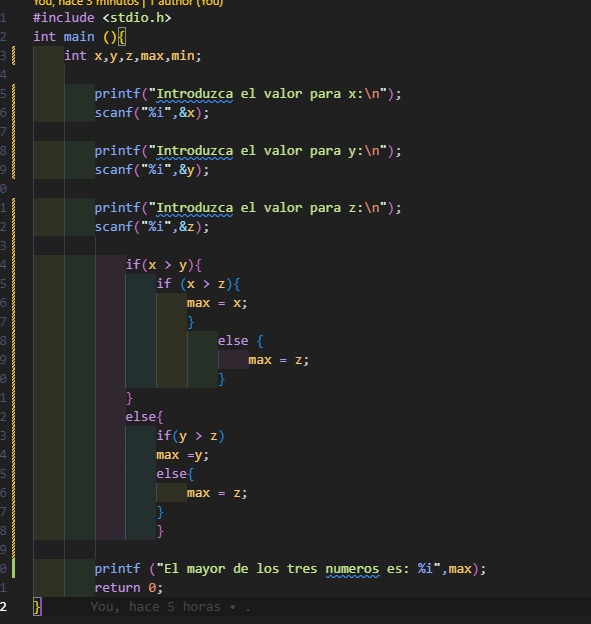 You, hace 3 minutos | 1 author (You)
1 #include <stdio.h>
2 int main (){
3 int x,y,z,max,min;
4
5 printf("Introduzca el valor para x:\n");
6 scanf("%i",&x);
7
8 printf("Introduzca el valor para y:\n");
9 scanf("%i",&y);
0
1 printf("Introduzca el valor para z:\n");
2 scanf("%i",&z);
3
4 if(x > y){
5 if (x > z){
6 max = x;
7 }
8 else {
9 max = z;
0 }
1 }
2 else{
3 if(y > z)
4 max =y;
5 else{
6 max = z;
7 }
8 }
9
0 printf ("El mayor de los tres numeros es: %i",max);
1 return 0;
2 } You, hace 5 horas • .